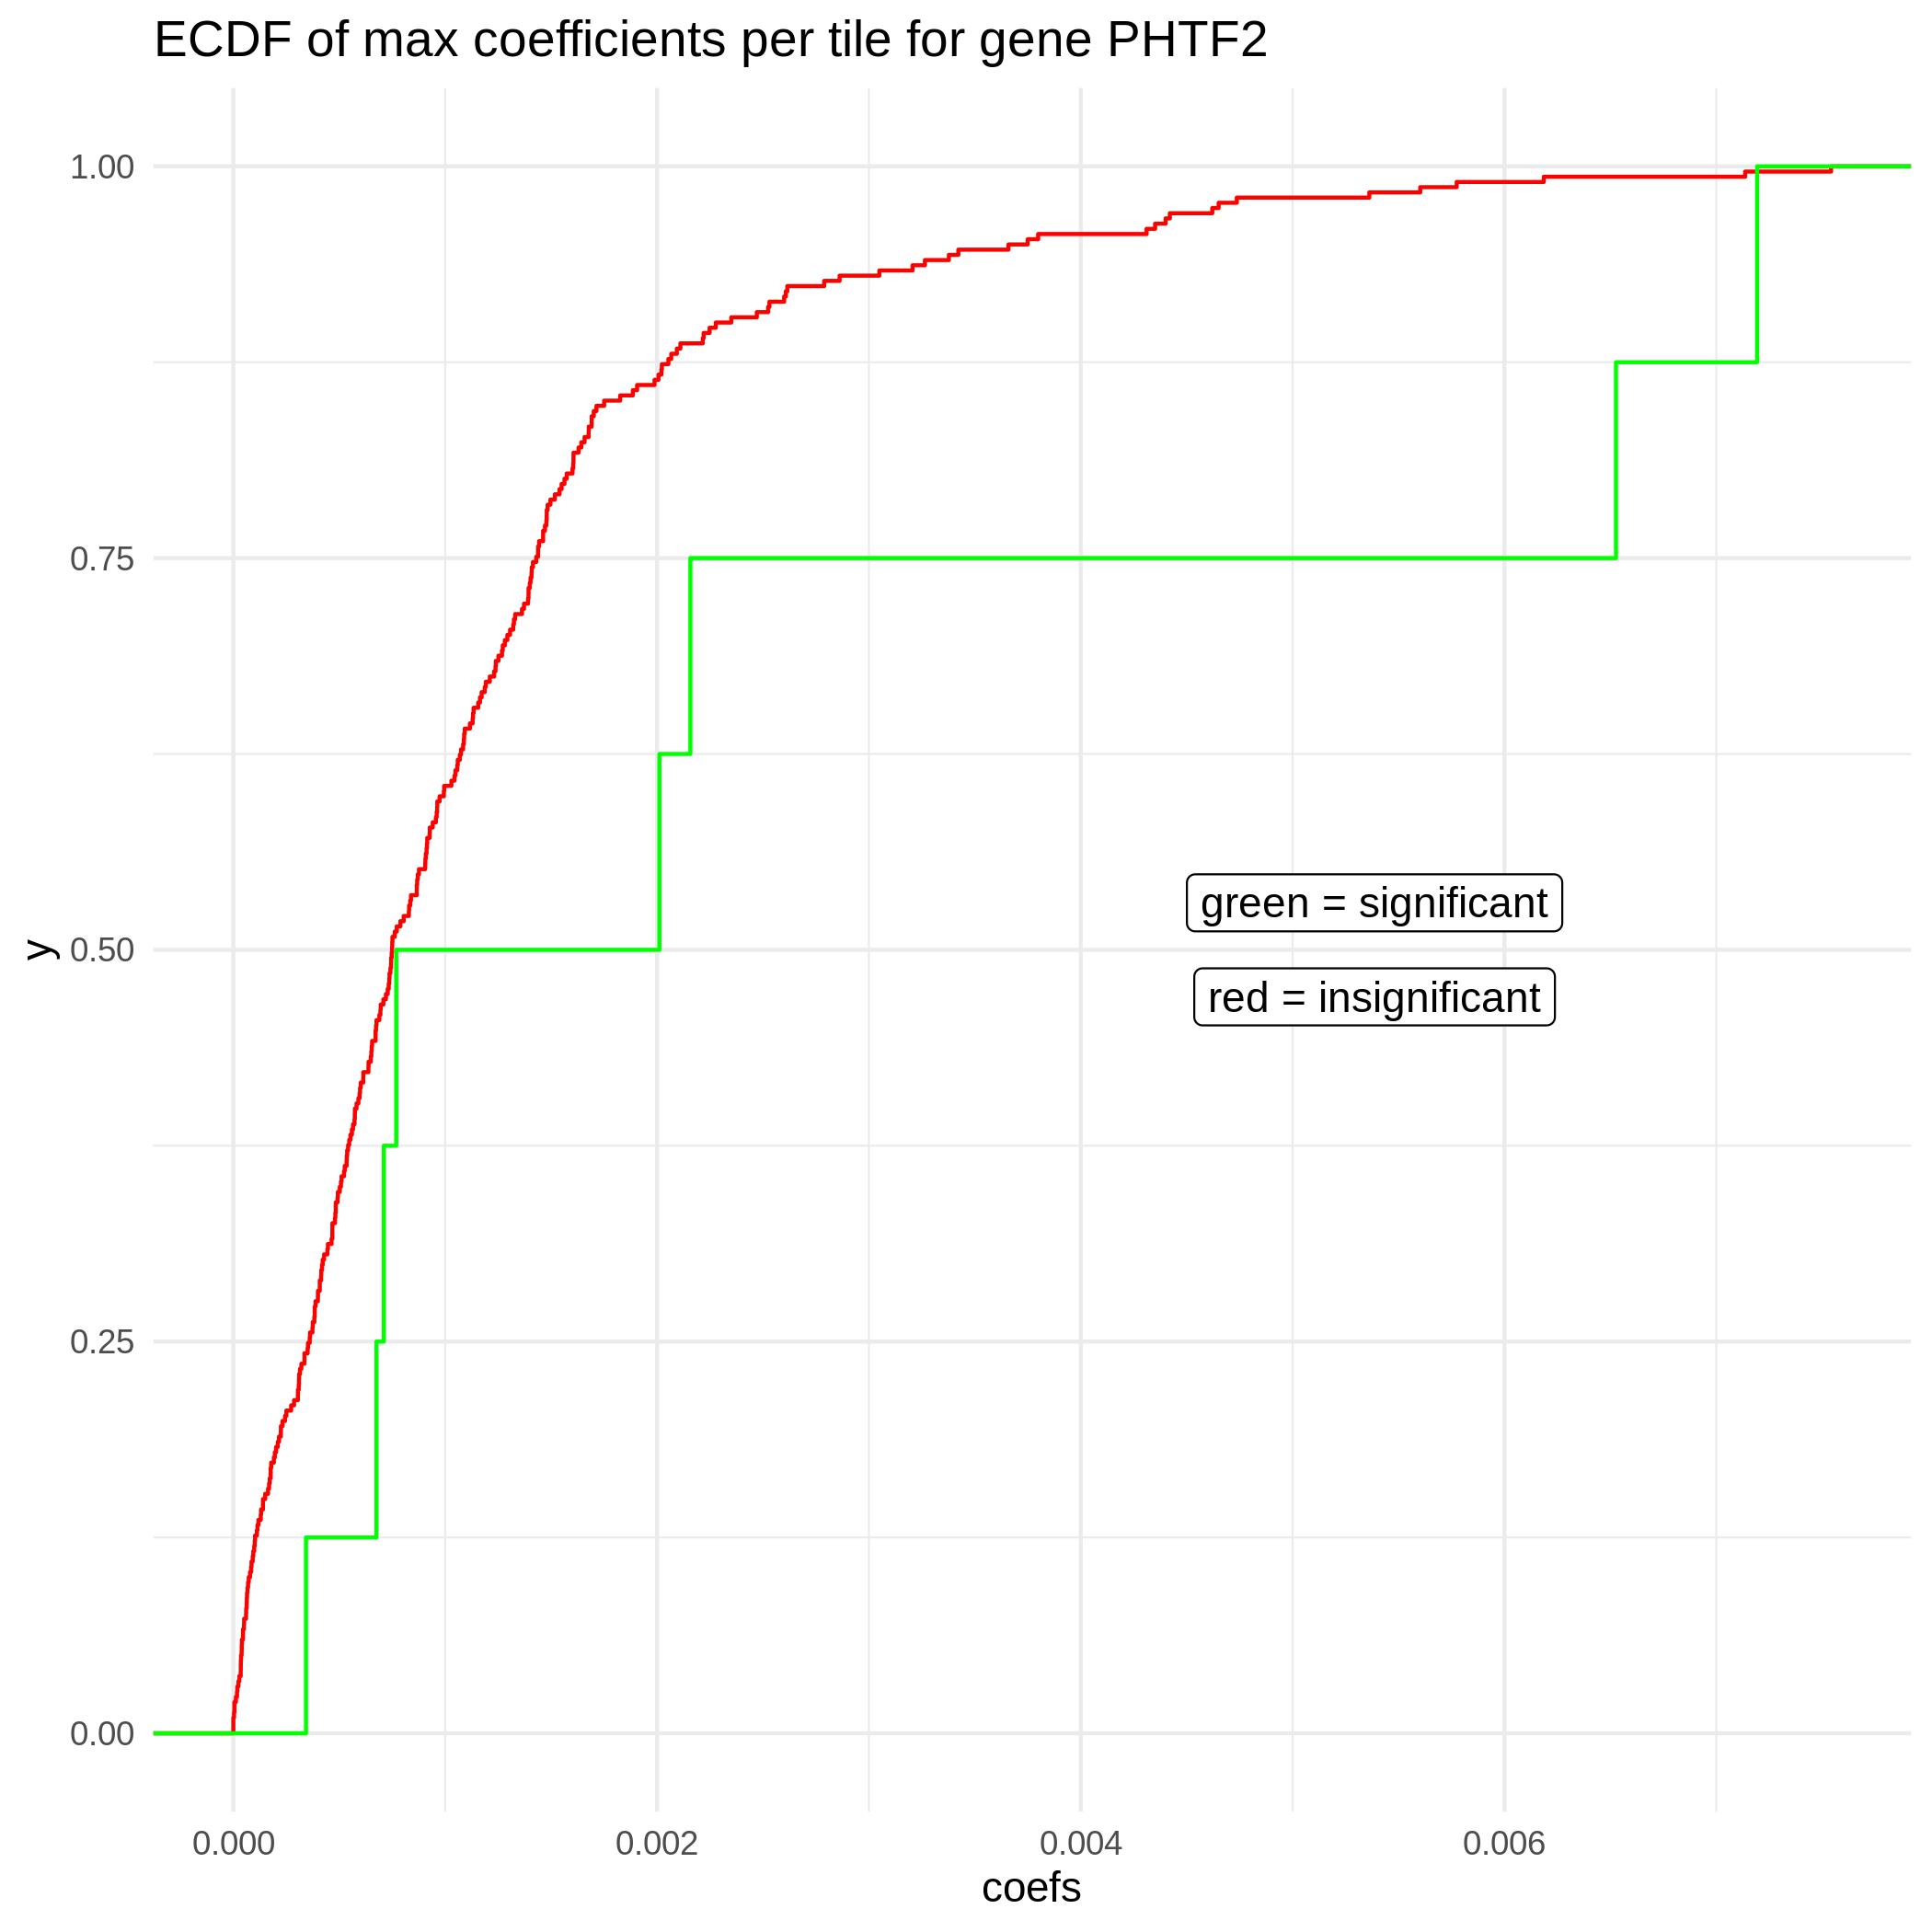 ECDF of max coefficients per tile for gene PHTF2
1.00
0.75
0.50
0.25
0.00
y
green = significant
red = insignificant
0.000 0.002 0.004 0.006
coefs